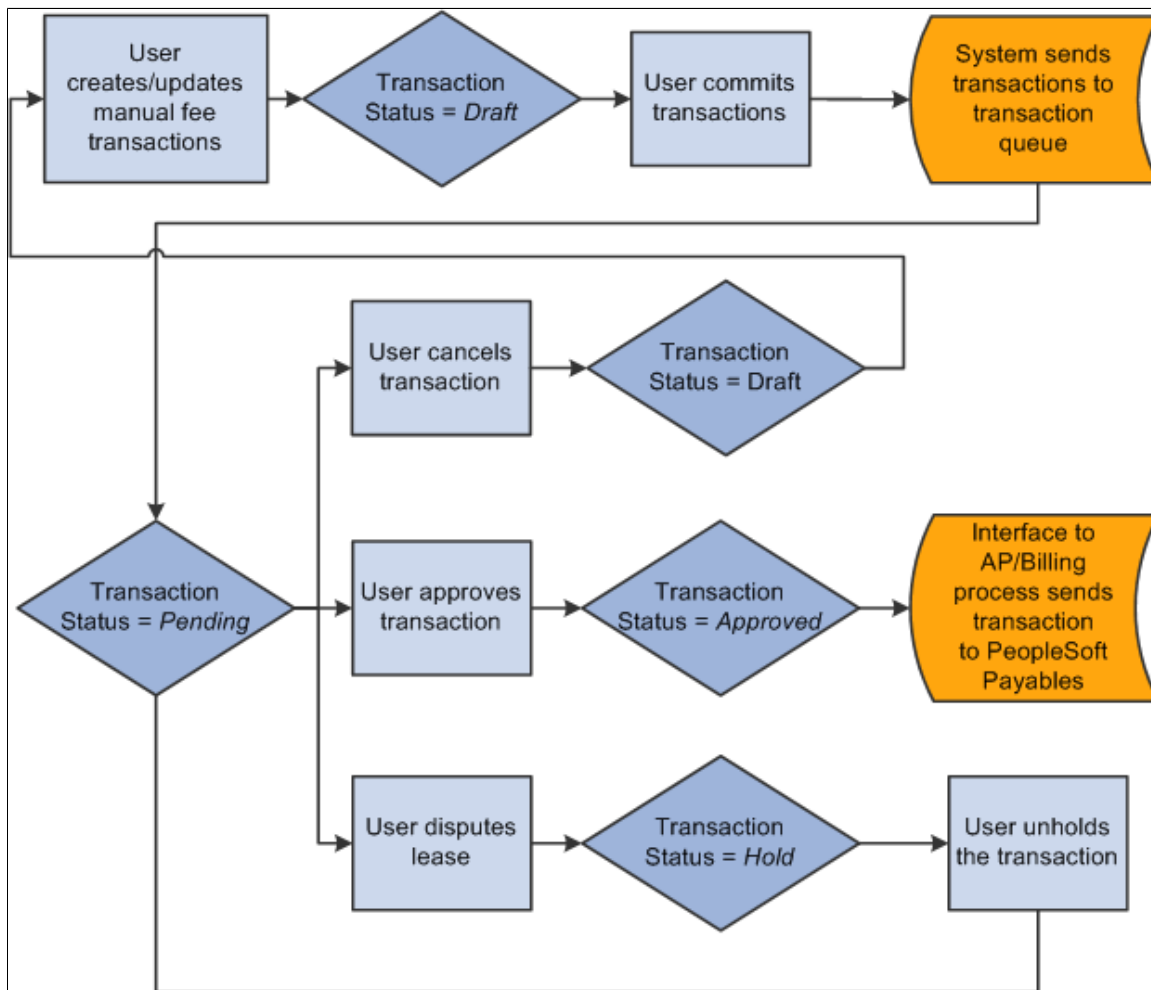 User
creates/updates
manual fee
transactions
Transaction
Status = Draft
User commits
transactions
System sends
transactions to
transaction
queue
User cancels
transaction
Transaction
Status = Draft
Transaction
Status = Pending
User approves
transaction
Transaction
Status = Approved
Interface to
AP/Billing
process sends
transaction
to PeopleSoft
Payables
User disputes
lease
Transaction
Status = Hold
User unholds
the transaction